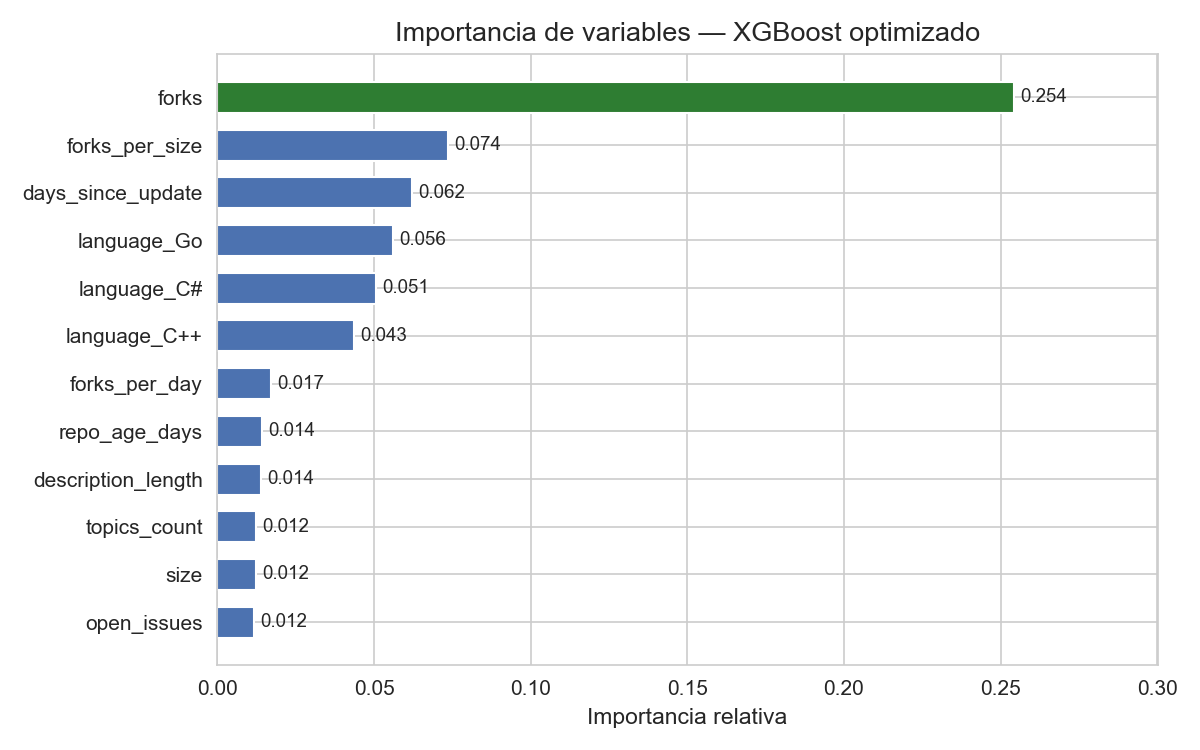 Importancia de variables — XGBoost optimizado
forks 0.254
forks_per_size 0.074
days_since_update 0.062
language_Go 0.056
language_C# 0.051
language_C++ 0.043
forks_per_day 0.017
repo_age_days 0.014
description_length 0.014
topics_count 0.012
size 0.012
open_issues 0.012
0.00 0.05 0.10 0.15 0.20 0.25 0.30
Importancia relativa